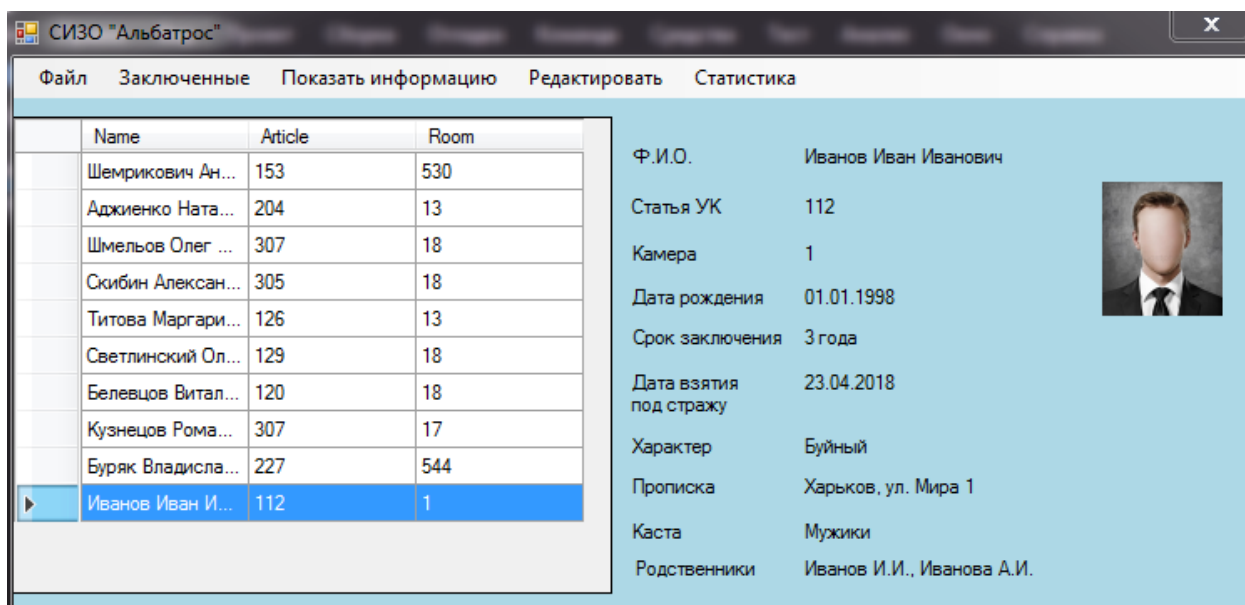 СИЗО "Альбатрос"
Файл Заключенные Показать информацию Редактировать Статистика
Name Article Room
Шемрикович Ан... 153 530
Аджиенко Ната... 204 13
Шмельов Олег ... 307 18
Скибин Алексан... 305 18
Титова Маргари... 126 13
Светлинский Ол... 129 18
Белевцов Витал... 120 18
Кузнецов Рома... 307 17
Буряк Владисла... 227 544
Иванов Иван И... 112 1
Ф.И.О. Иванов Иван Иванович
Статья УК 112
Камера 1
Дата рождения 01.01.1998
Срок заключения 3 года
Дата взятия 23.04.2018
под стражу
Характер Буйный
Прописка Харьков, ул. Мира 1
Каста Мужики
Родственники Иванов И.И., Иванова А.И.